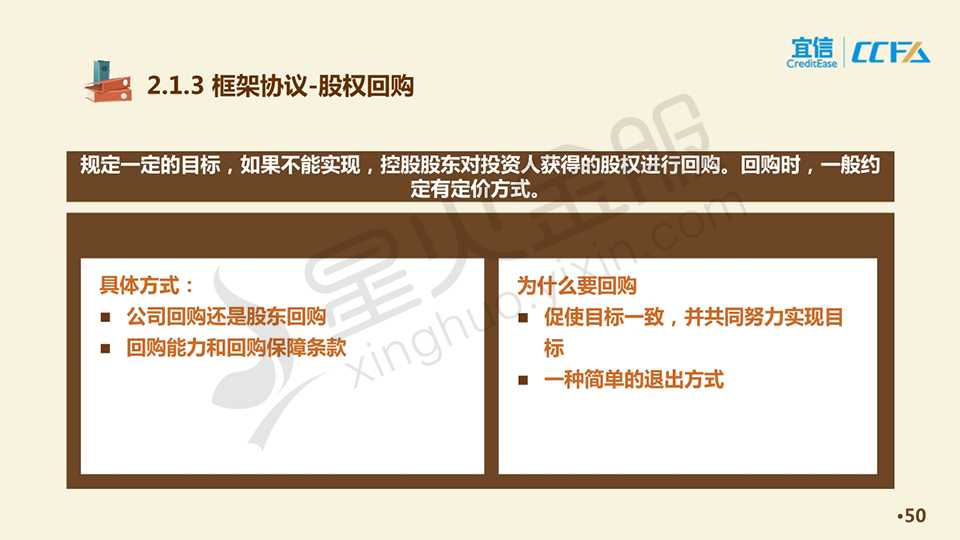 宜信
CreditEase
CCFA
2.1.3 框架协议-股权回购
规定一定的目标，如果不能实现，控股股东对投资人获得的股权进行回购。回购时，一般约
定有定价方式。
具体方式：
■ 公司回购还是股东回购
■ 回购能力和回购保障条款
为什么要回购
■ 促使目标一致，并共同努力实现目
标
■ 一种简单的退出方式
星火金服
xinghuo.yixin.com
•50